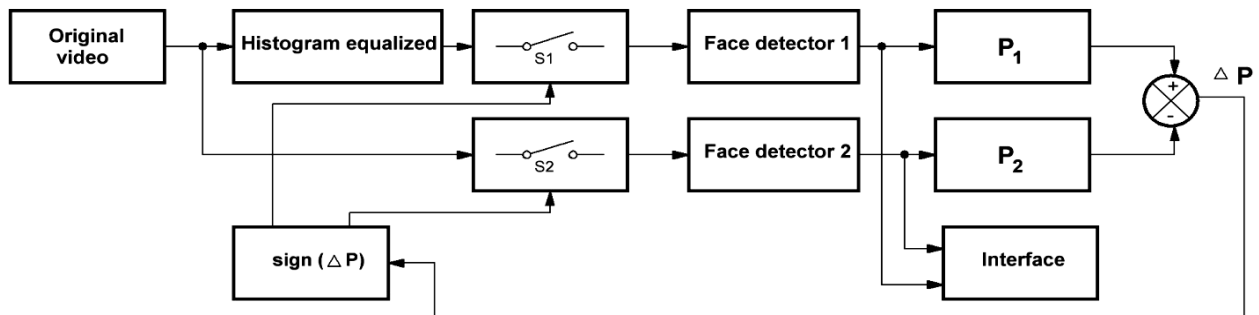 Original
video
Histogram equalized
S1
Face detector 1
P1
+
-
△ P
S2
Face detector 2
P2
sign (△ P)
Interface